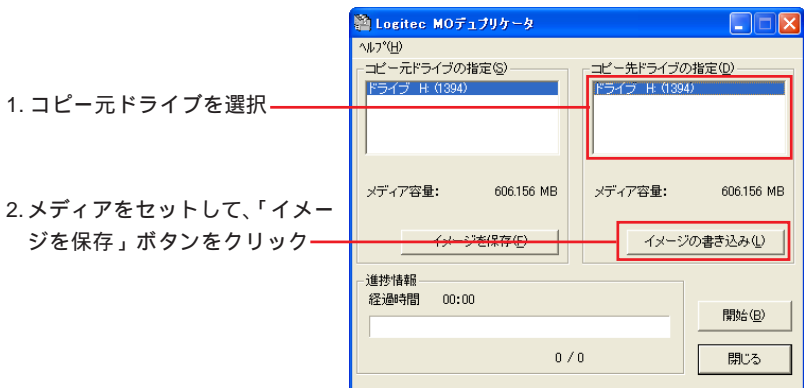 Logitec MOデュプリケータ
ヘルプ(H)
コピー元ドライブの指定(S)
コピー先ドライブの指定(D)
1. コピー元ドライブを選択
ドライブ H: (1394)
ドライブ H: (1394)
メディア容量: 606.156 MB
メディア容量: 606.156 MB
2. メディアをセットして、「イメー
ジを保存」ボタンをクリック
イメージを保存(F)
イメージの書き込み(L)
進捗情報
経過時間 00:00
開始(B)
0 / 0
閉じる